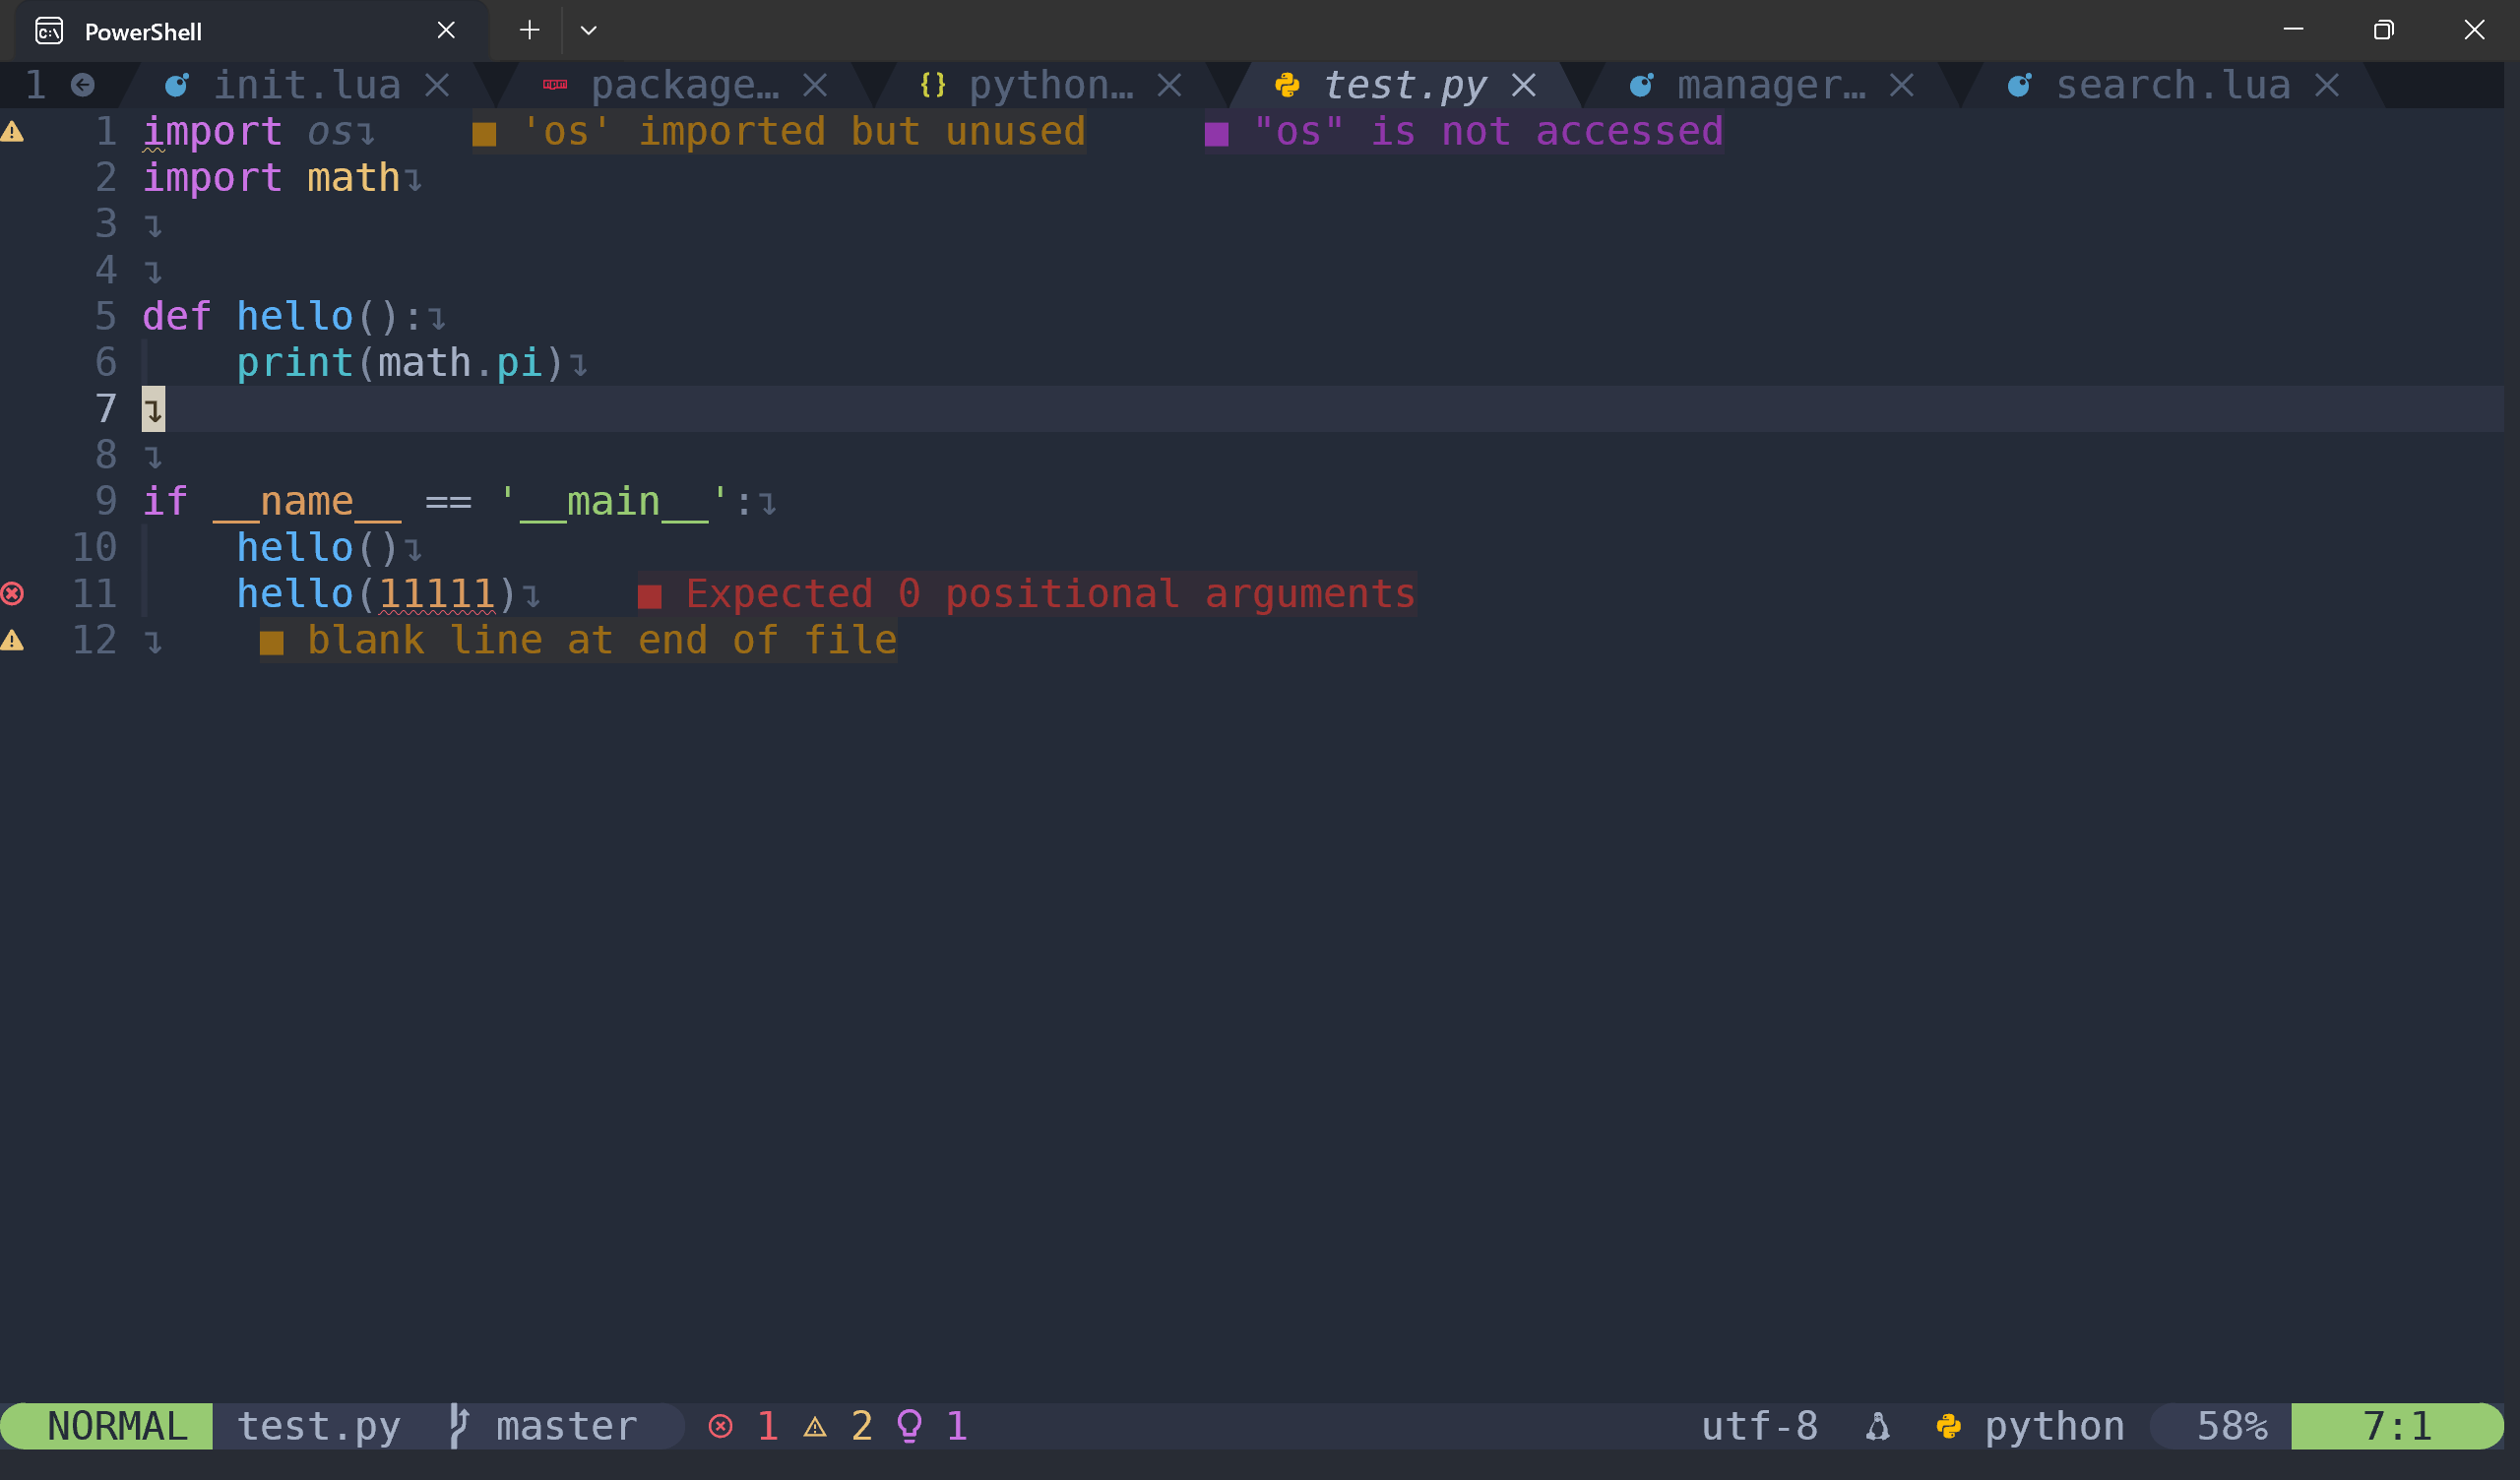 PowerShell
1 init.lua package… python… test.py manager… search.lua
1 import os↴ ■ 'os' imported but unused ■ "os" is not accessed
2 import math↴
3 ↴
4 ↴
5 def hello():↴
6 print(math.pi)↴
7 ↴
8 ↴
9 if __name__ == '__main__':↴
10 hello()↴
11 hello(11111)↴ ■ Expected 0 positional arguments
12 ↴ ■ blank line at end of file
NORMAL test.py master 1 2 1 utf-8 python 58% 7:1